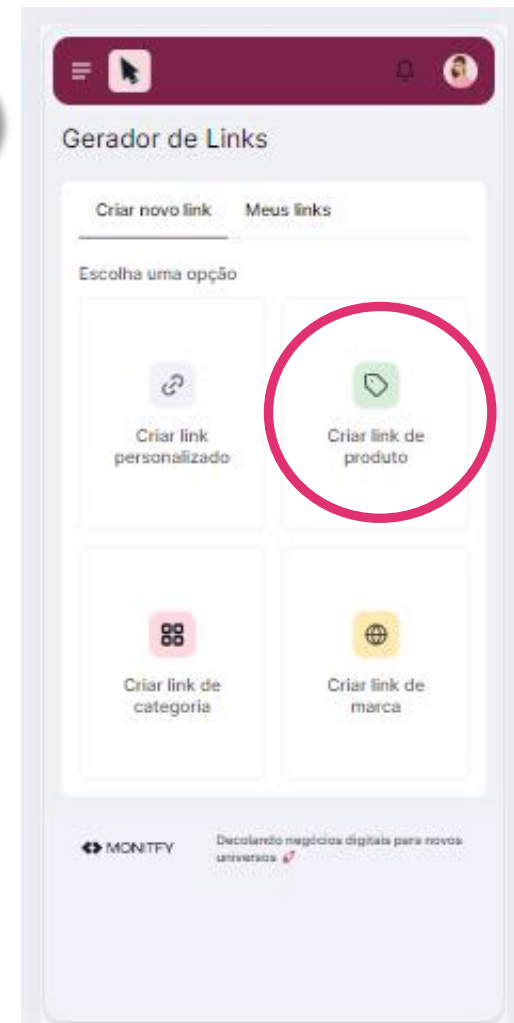 Gerador de Links
Criar novo link Meus links
Escolha uma opção
Criar link
personalizado
Criar link de
produto
Criar link de
categoria
Criar link de
marca
MONITFY
Decolando negócios digitais para novos
universos